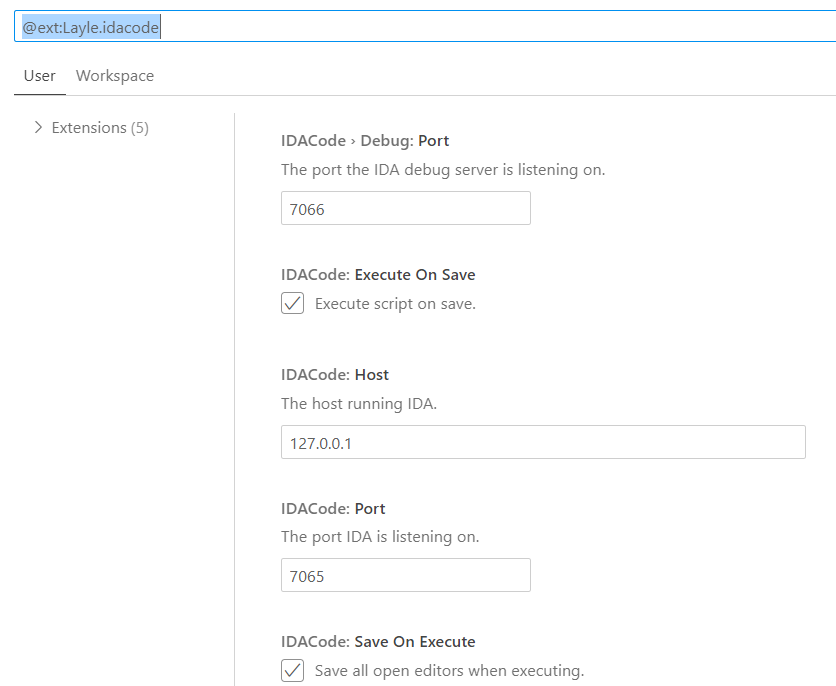 @ext:Layle.idacode
User Workspace
Extensions (5)
IDACode › Debug: Port
The port the IDA debug server is listening on.
7066
IDACode: Execute On Save
Execute script on save.
IDACode: Host
The host running IDA.
127.0.0.1
IDACode: Port
The port IDA is listening on.
7065
IDACode: Save On Execute
Save all open editors when executing.